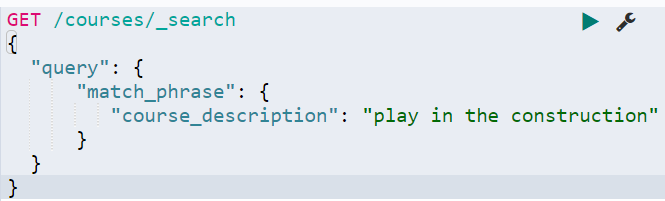 GET /courses/_search
{
"query": {
"match_phrase": {
"course_description": "play in the construction"
}
}
}